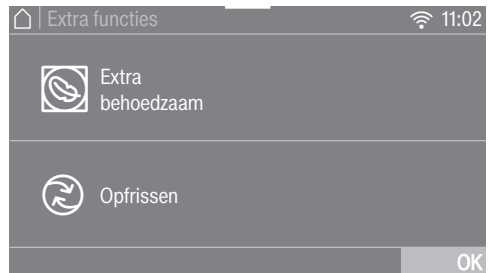 Extra functies
11:02
Extra
behoedzaam
Opfrissen
OK